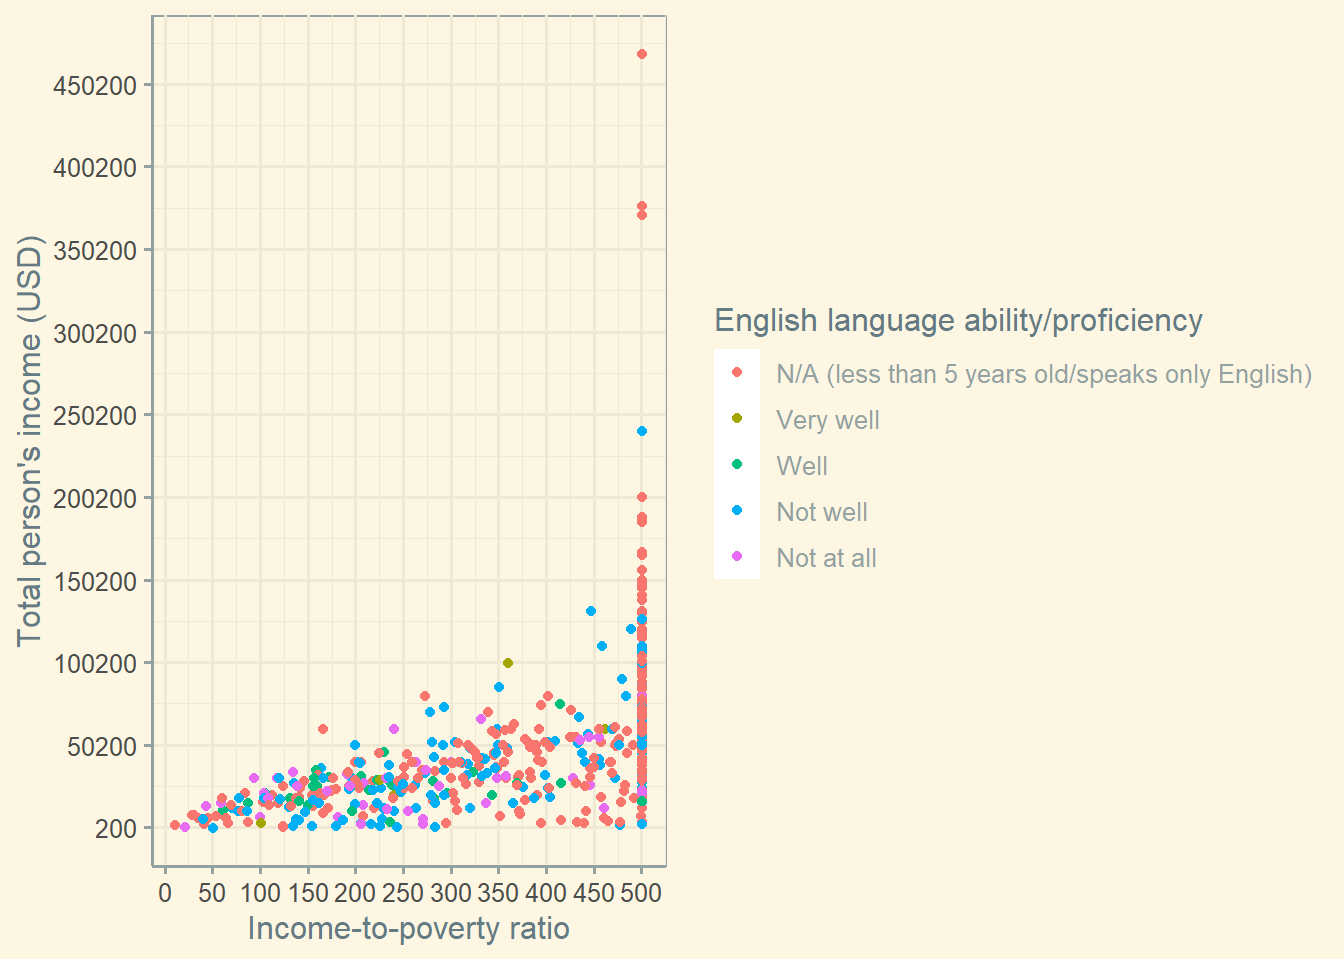 Total person's income (USD)
450200
400200
350200
300200
250200
200200
150200
100200
50200
200
0 50 100 150 200 250 300 350 400 450 500
Income-to-poverty ratio
English language ability/proficiency
N/A (less than 5 years old/speaks only English)
Very well
Well
Not well
Not at all